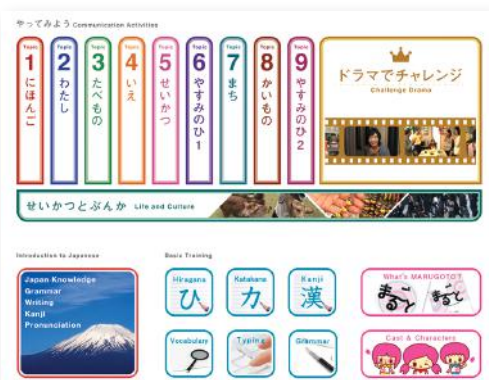 やってみよう Communication Activities
Topic
1
にほんご
Topic
2
わたし
Topic
3
たべもの
Topic
4
いえ
Topic
5
せいかつ
Topic
6
やすみのひ1
Topic
7
まち
Topic
8
かいもの
Topic
9
やすみのひ2
ドラマでチャレンジ
Challenge Drama
せいかつとぶんか Life and Culture
Introduction to Japanese
Japan Knowledge
Grammar
Writing
Kanji
Pronunciation
Basic Training
Hiragana
ひ
Katakana
カ
Kanji
漢
Vocabulary
Typing
Grammar
What's MARUGOTO?
まるごと
まるごと
Cast & Characters